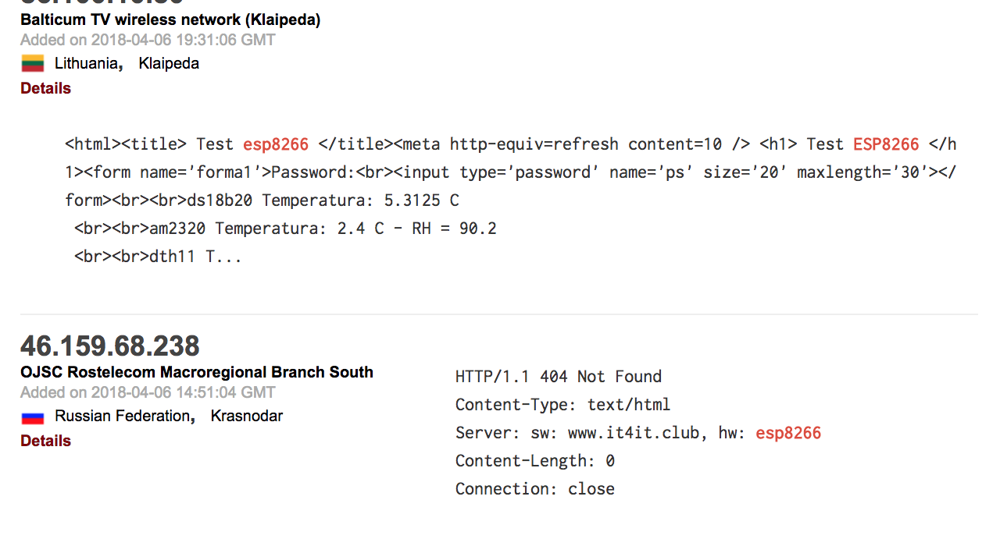 Balticum TV wireless network (Klaipeda)
Added on 2018-04-06 19:31:06 GMT
Lithuania, Klaipeda
Details
<html><title> Test esp8266 </title><meta http-equiv=refresh content=10 /> <h1> Test ESP8266 </h
1><form name='forma1'>Password:<br><input type='password' name='ps' size='20' maxlength='30'></
form><br><br>ds18b20 Temperatura: 5.3125 C
<br><br>am2320 Temperatura: 2.4 C - RH = 90.2
<br><br>dth11 T...
46.159.68.238
OJSC Rostelecom Macroregional Branch South
Added on 2018-04-06 14:51:04 GMT
Russian Federation, Krasnodar
Details
HTTP/1.1 404 Not Found
Content-Type: text/html
Server: sw: www.it4it.club, hw: esp8266
Content-Length: 0
Connection: close